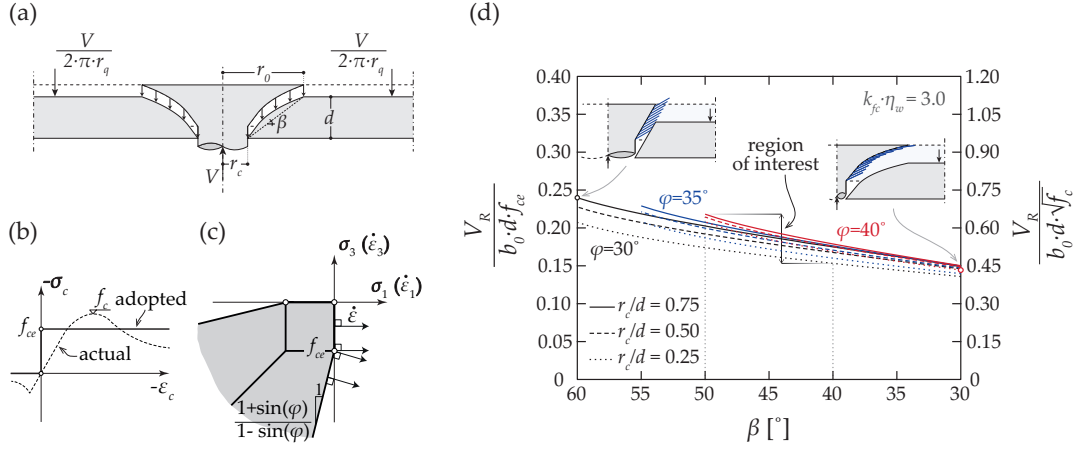 (a)
V
2·π·r_q
V
2·π·r_q
r_0
β
d
r_c
V
(b)
-σ_c
f_c
adopted
f_ce
actual
-ε_c
(c)
σ_3 (ε̇_3)
σ_1 (ε̇_1)
ε̇
f_ce
1
1+sin(φ)
1- sin(φ)
(d)
k_fc·η_w = 3.0
region
of interest
φ=35°
φ=40°
φ=30°
r_c/d = 0.75
r_c/d = 0.50
r_c/d = 0.25
0.40
0.35
0.30
0.25
0.20
0.15
0.10
0.05
0
1.20
1.05
0.90
0.75
0.60
0.45
0.30
0.15
0.00
60
55
50
45
40
35
30
β [°]
V_R
b_0·d·f_ce
V_R
b_0·d·√f_c